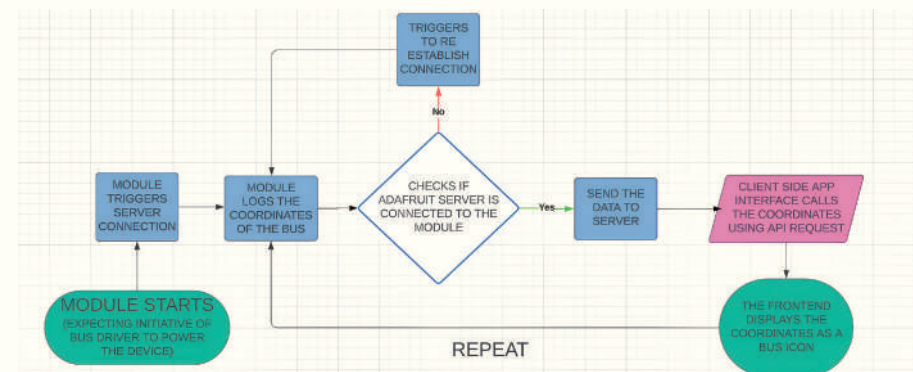 TRIGGERS
TO RE
ESTABLISH
CONNECTION
No
MODULE
TRIGGERS
SERVER
CONNECTION
MODULE
LOGS THE
COORDINATES
OF THE BUS
CHECKS IF
ADAFRUIT SERVER IS
CONNECTED TO THE
MODULE
Yes
SEND THE
DATA TO
SERVER
CLIENT SIDE APP
INTERFACE CALLS
THE COORDINATES
USING API REQUEST
MODULE STARTS
(EXPECTING INITIATIVE OF
BUS DRIVER TO POWER
THE DEVICE)
THE FRONTEND
DISPLAYS THE
COORDINATES AS A
BUS ICON
REPEAT